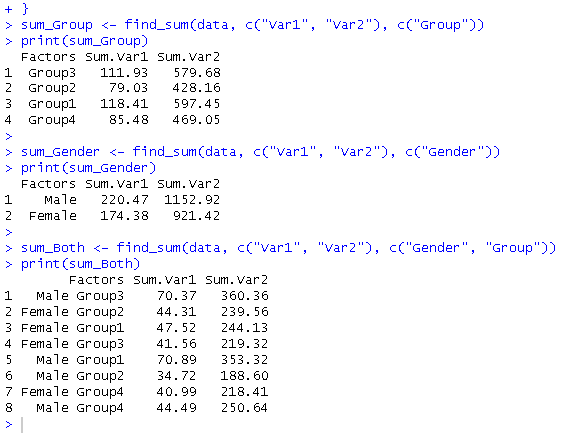 + }
> sum_Group <- find_sum(data, c("Var1", "Var2"), c("Group"))
> print(sum_Group)
  Factors Sum.Var1 Sum.Var2
1  Group3   111.93   579.68
2  Group2    79.03   428.16
3  Group1   118.41   597.45
4  Group4    85.48   469.05
>
> sum_Gender <- find_sum(data, c("Var1", "Var2"), c("Gender"))
> print(sum_Gender)
  Factors Sum.Var1 Sum.Var2
1    Male   220.47  1152.92
2  Female   174.38   921.42
>
> sum_Both <- find_sum(data, c("Var1", "Var2"), c("Gender", "Group"))
> print(sum_Both)
        Factors Sum.Var1 Sum.Var2
1   Male Group3    70.37   360.36
2 Female Group2    44.31   239.56
3 Female Group1    47.52   244.13
4 Female Group3    41.56   219.32
5   Male Group1    70.89   353.32
6   Male Group2    34.72   188.60
7 Female Group4    40.99   218.41
8   Male Group4    44.49   250.64
>